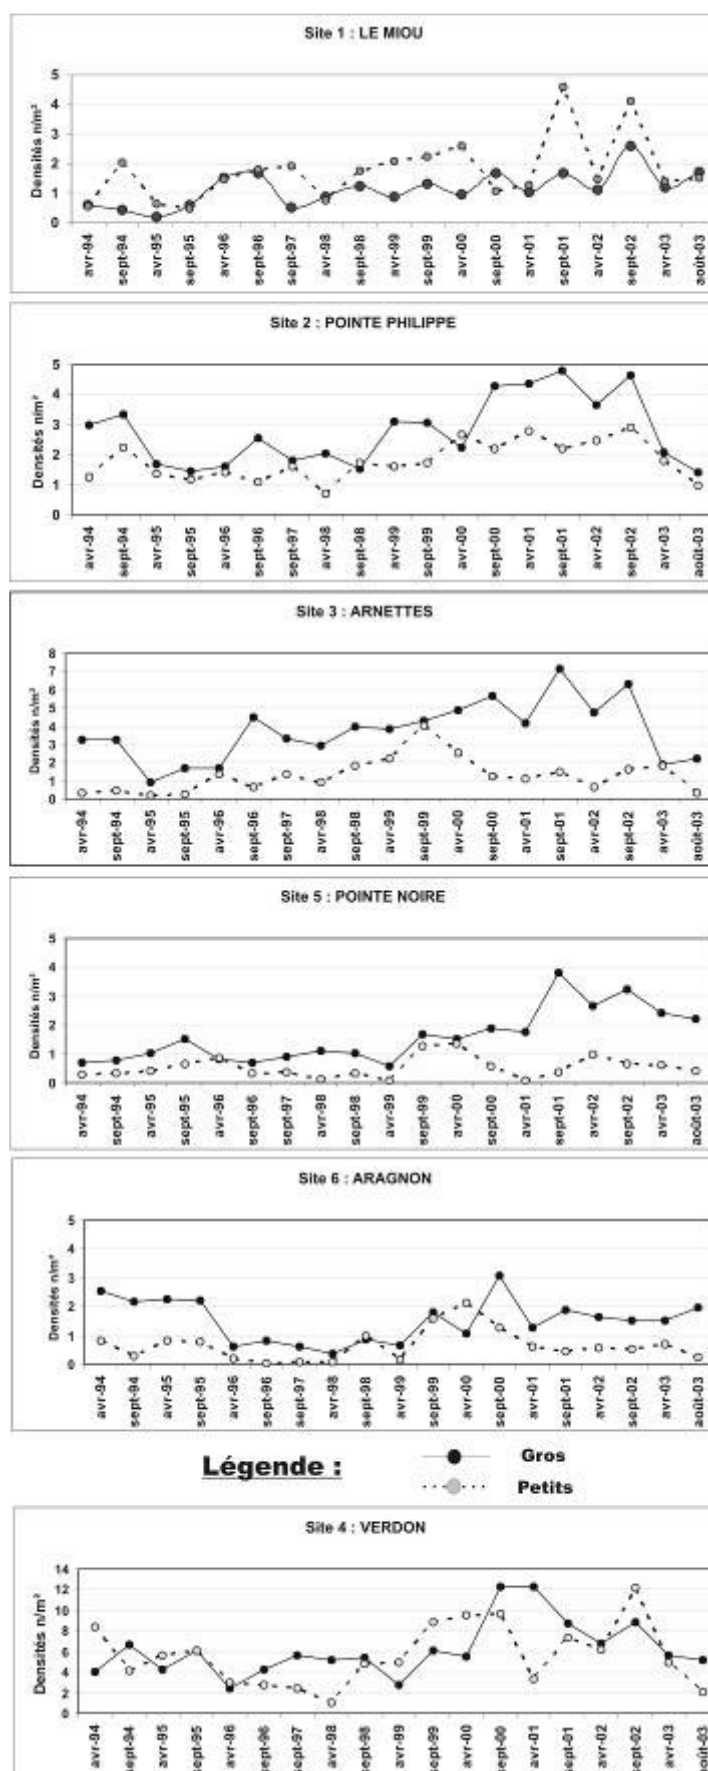 Site 1 : LE MIOU
Densités n/m²
5
4
3
2
1
0
avr-94
sept-94
avr-95
sept-95
avr-96
sept-96
sept-97
avr-98
sept-98
avr-99
sept-99
avr-00
sept-00
avr-01
sept-01
avr-02
sept-02
avr-03
août-03
Site 2 : POINTE PHILIPPE
Densités n/m²
5
4
3
2
1
0
avr-94
sept-94
avr-95
sept-95
avr-96
sept-96
sept-97
avr-98
sept-98
avr-99
sept-99
avr-00
sept-00
avr-01
sept-01
avr-02
sept-02
avr-03
août-03
Site 3 : ARNETTES
Densités n/m²
8
7
6
5
4
3
2
1
0
avr-94
sept-94
avr-95
sept-95
avr-96
sept-96
sept-97
avr-98
sept-98
avr-99
sept-99
avr-00
sept-00
avr-01
sept-01
avr-02
sept-02
avr-03
août-03
Site 5 : POINTE NOIRE
Densités n/m²
5
4
3
2
1
0
avr-94
sept-94
avr-95
sept-95
avr-96
sept-96
sept-97
avr-98
sept-98
avr-99
sept-99
avr-00
sept-00
avr-01
sept-01
avr-02
sept-02
avr-03
août-03
Site 6 : ARAGNON
Densités n/m²
5
4
3
2
1
0
avr-94
sept-94
avr-95
sept-95
avr-96
sept-96
sept-97
avr-98
sept-98
avr-99
sept-99
avr-00
sept-00
avr-01
sept-01
avr-02
sept-02
avr-03
août-03
Légende :
Gros
Petits
Site 4 : VERDON
Densités n/m²
14
12
10
8
6
4
2
0
avr-94
sept-94
avr-95
sept-95
avr-96
sept-96
sept-97
avr-98
sept-98
avr-99
sept-99
avr-00
sept-00
avr-01
sept-01
avr-02
sept-02
avr-03
août-03